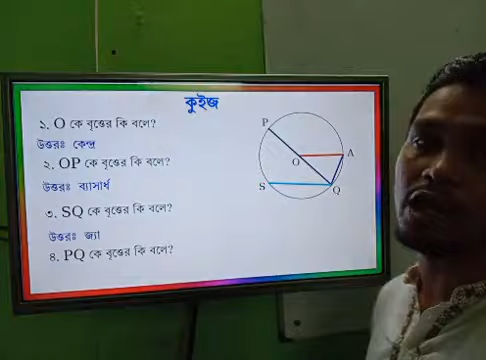 কুইজ
১. O কে বৃত্তের কি বলে?
উত্তরঃ কেন্দ্র
২. OP কে বৃত্তের কি বলে?
উত্তরঃ ব্যাসার্ধ
৩. SQ কে বৃত্তের কি বলে?
উত্তরঃ জ্যা
৪. PQ কে বৃত্তের কি বলে?
P
O
A
S
Q